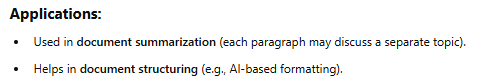 Applications:
• Used in document summarization (each paragraph may discuss a separate topic).
• Helps in document structuring (e.g., AI-based formatting).